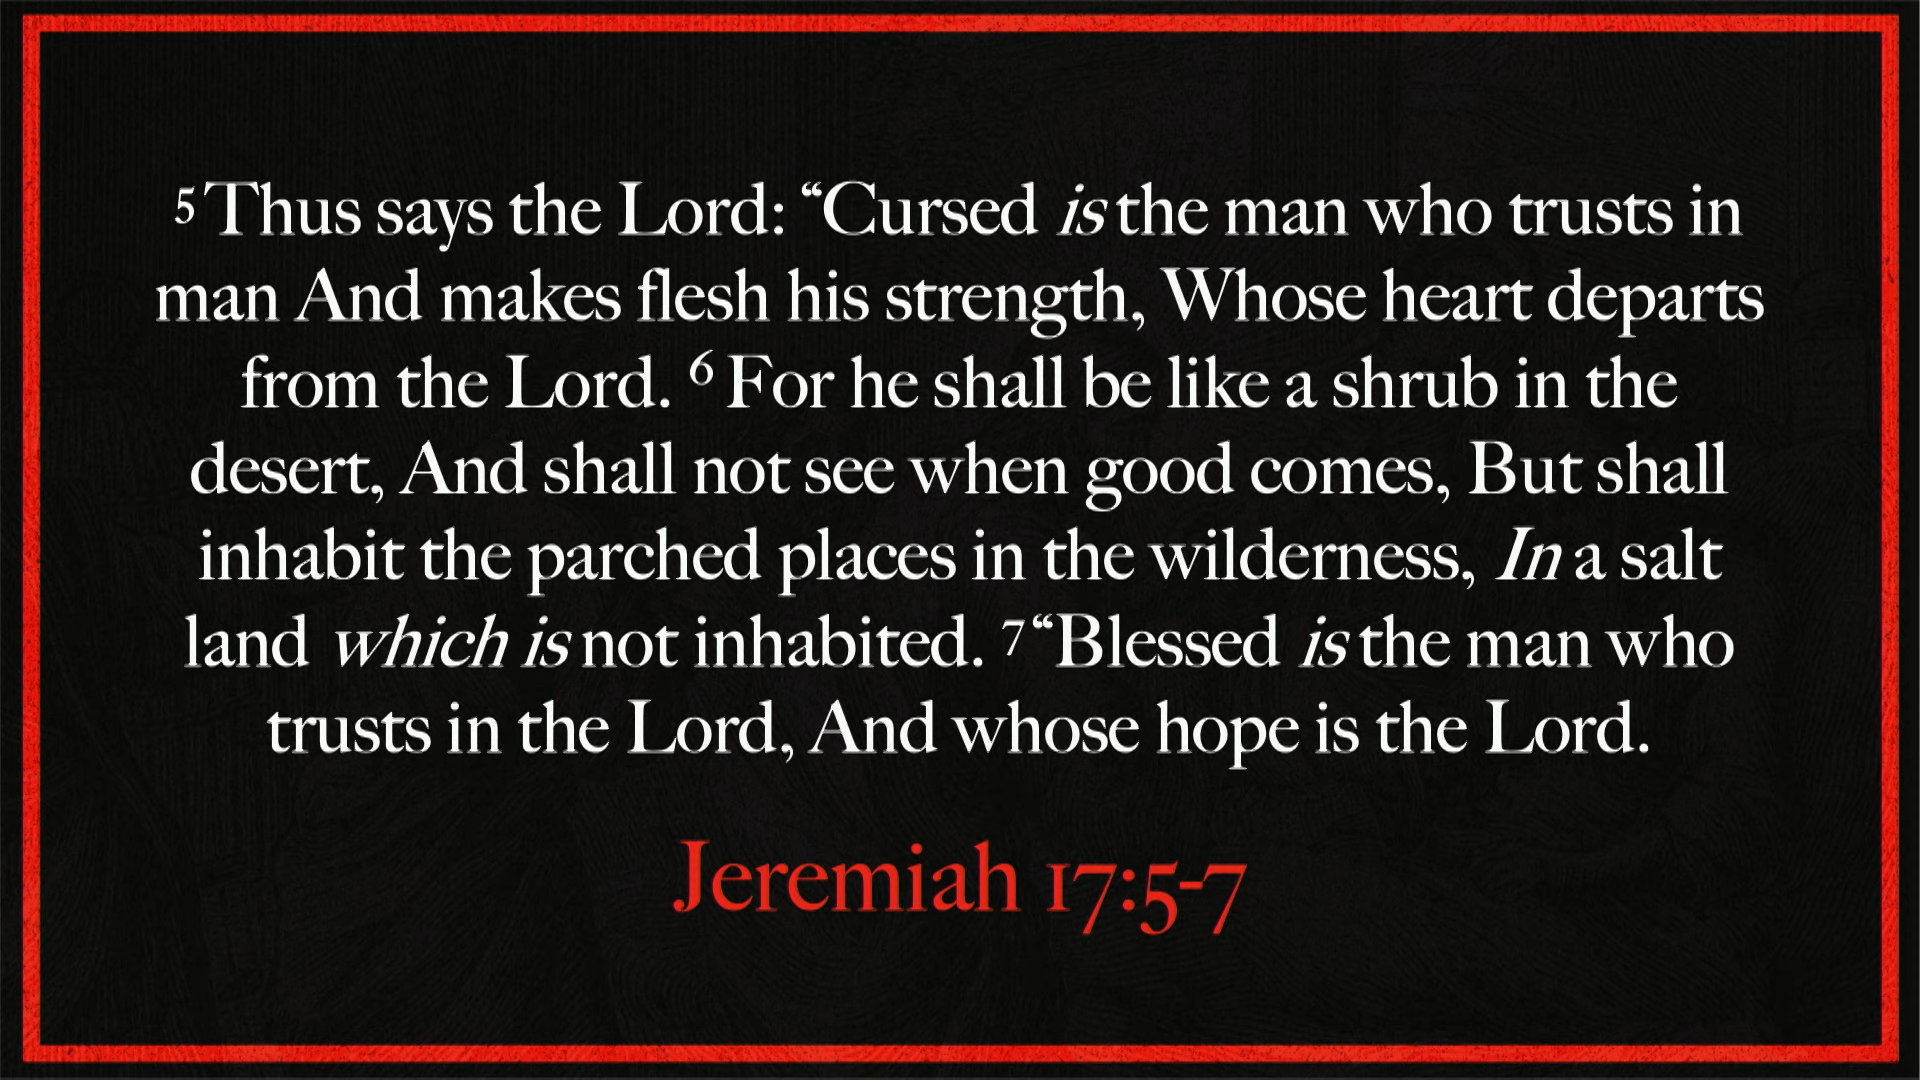 ⁵ Thus says the Lord: “Cursed is the man who trusts in
man And makes flesh his strength, Whose heart departs
from the Lord. ⁶ For he shall be like a shrub in the
desert, And shall not see when good comes, But shall
inhabit the parched places in the wilderness, In a salt
land which is not inhabited. ⁷ “Blessed is the man who
trusts in the Lord, And whose hope is the Lord.
Jeremiah 17:5-7